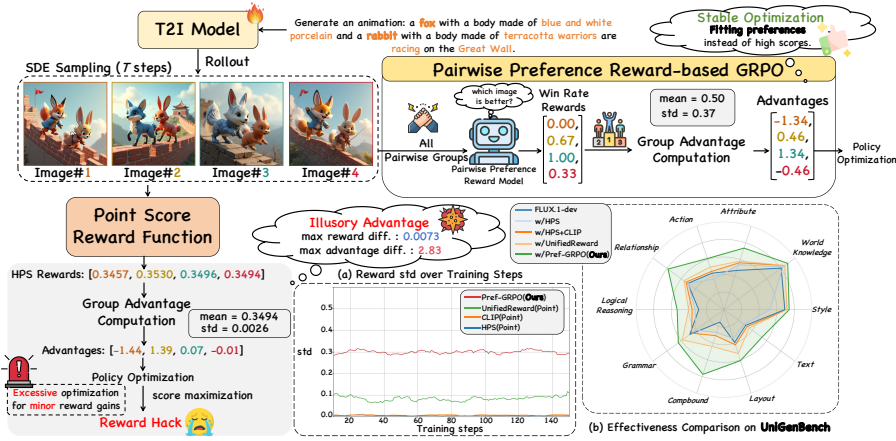 T2I Model
Generate an animation: a fox with a body made of blue and white
porcelain and a rabbit with a body made of terracotta warriors are
racing on the Great Wall.
Stable Optimization
Fitting preferences
instead of high scores.
SDE Sampling (T steps)
Rollout
Image#1
Image#2
Image#3
Image#4
Pairwise Preference Reward-based GRPO
which image
is better?
All
Pairwise Groups
Pairwise Preference
Reward Model
Win Rate
Rewards
0.00,
0.67,
1.00,
0.33
mean = 0.50
std = 0.37
Group Advantage
Computation
Advantages
-1.34,
0.46,
1.34,
-0.46
Policy
Optimization
Point Score
Reward Function
HPS Rewards: [0.3457, 0.3530, 0.3496, 0.3494]
Group Advantage
Computation
mean = 0.3494
std = 0.0026
Advantages: [-1.44, 1.39, 0.07, -0.01]
Policy Optimization
Excessive optimization
for minor reward gains
score maximization
Reward Hack
Illusory Advantage
max reward diff. : 0.0073
max advantage diff. : 2.83
(a) Reward std over Training Steps
Pref-GRPO(Ours)
UnifiedReward(Point)
CLIP(Point)
HPS(Point)
std
0.5
0.4
0.3
0.2
0.1
0.0
20
40
60
80
100
120
140
Training steps
FLUX.1-dev
w/HPS
w/HPS+CLIP
w/UnifiedReward
w/Pref-GRPO(Ours)
Attribute
Action
World
Knowledge
Relationship
Style
Logical
Reasoning
Text
Grammar
Layout
Compound
(b) Effectiveness Comparison on UniGenBench